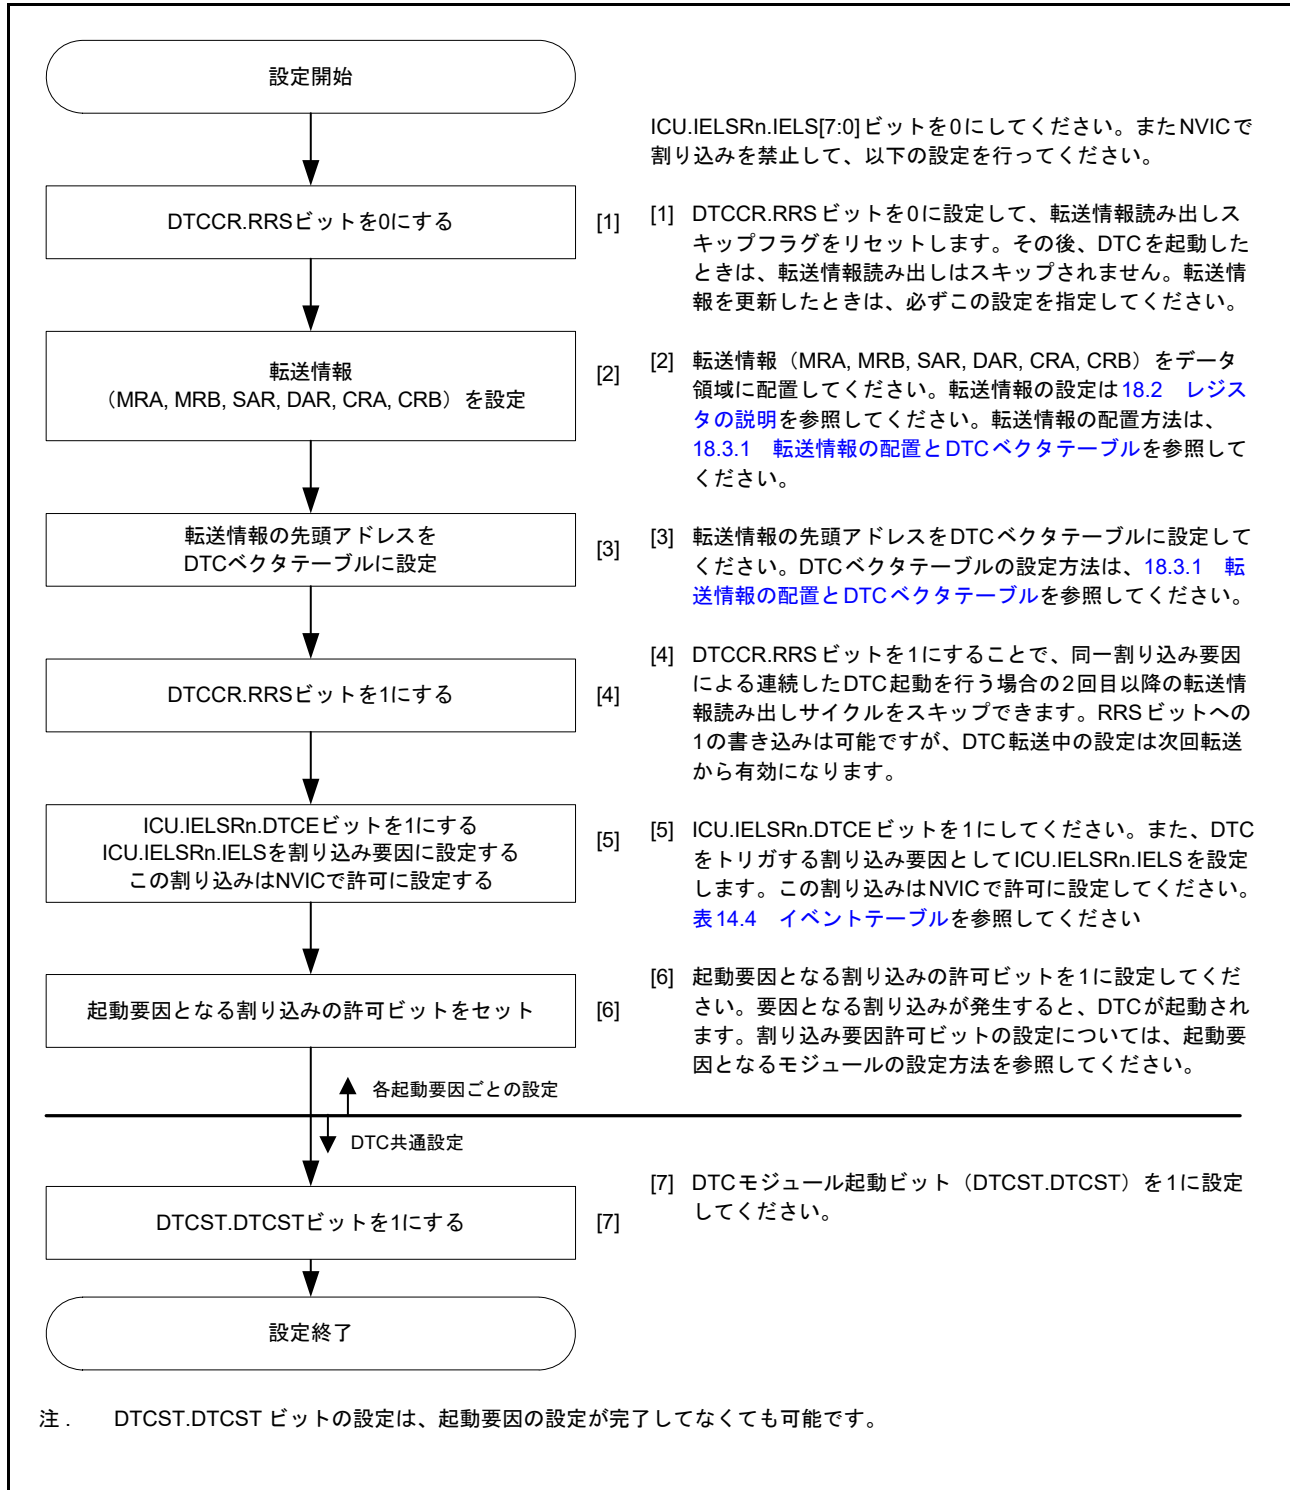 設定開始
ICU.IELSRn.IELS[7:0]ビットを0にしてください。またNVICで
割り込みを禁止して、以下の設定を行ってください。
DTCCR.RRSビットを0にする
[1]
[1] DTCCR.RRSビットを0に設定して、転送情報読み出しス
キップフラグをリセットします。その後、DTCを起動した
ときは、転送情報読み出しはスキップされません。転送情
報を更新したときは、必ずこの設定を指定してください。
転送情報
（MRA, MRB, SAR, DAR, CRA, CRB）を設定
[2]
[2] 転送情報（MRA, MRB, SAR, DAR, CRA, CRB）をデータ
領域に配置してください。転送情報の設定は18.2　レジス
タの説明を参照してください。転送情報の配置方法は、
18.3.1　転送情報の配置とDTCベクタテーブルを参照して
ください。
転送情報の先頭アドレスを
DTCベクタテーブルに設定
[3]
[3] 転送情報の先頭アドレスをDTCベクタテーブルに設定して
ください。DTCベクタテーブルの設定方法は、18.3.1　転
送情報の配置とDTCベクタテーブルを参照してください。
DTCCR.RRSビットを1にする
[4]
[4] DTCCR.RRSビットを1にすることで、同一割り込み要因
による連続したDTC起動を行う場合の2回目以降の転送情
報読み出しサイクルをスキップできます。RRSビットへの
1の書き込みは可能ですが、DTC転送中の設定は次回転送
から有効になります。
ICU.IELSRn.DTCEビットを1にする
ICU.IELSRn.IELSを割り込み要因に設定する
この割り込みはNVICで許可に設定する
[5]
[5] ICU.IELSRn.DTCEビットを1にしてください。また、DTC
をトリガする割り込み要因としてICU.IELSRn.IELSを設定
します。この割り込みはNVICで許可に設定してください。
表14.4　イベントテーブルを参照してください
起動要因となる割り込みの許可ビットをセット
[6]
[6] 起動要因となる割り込みの許可ビットを1に設定してくだ
さい。要因となる割り込みが発生すると、DTCが起動され
ます。割り込み要因許可ビットの設定については、起動要
因となるモジュールの設定方法を参照してください。
各起動要因ごとの設定
DTC共通設定
DTCST.DTCSTビットを1にする
[7]
[7] DTCモジュール起動ビット（DTCST.DTCST）を1に設定
してください。
設定終了
注 .　DTCST.DTCST ビットの設定は、起動要因の設定が完了してなくても可能です。